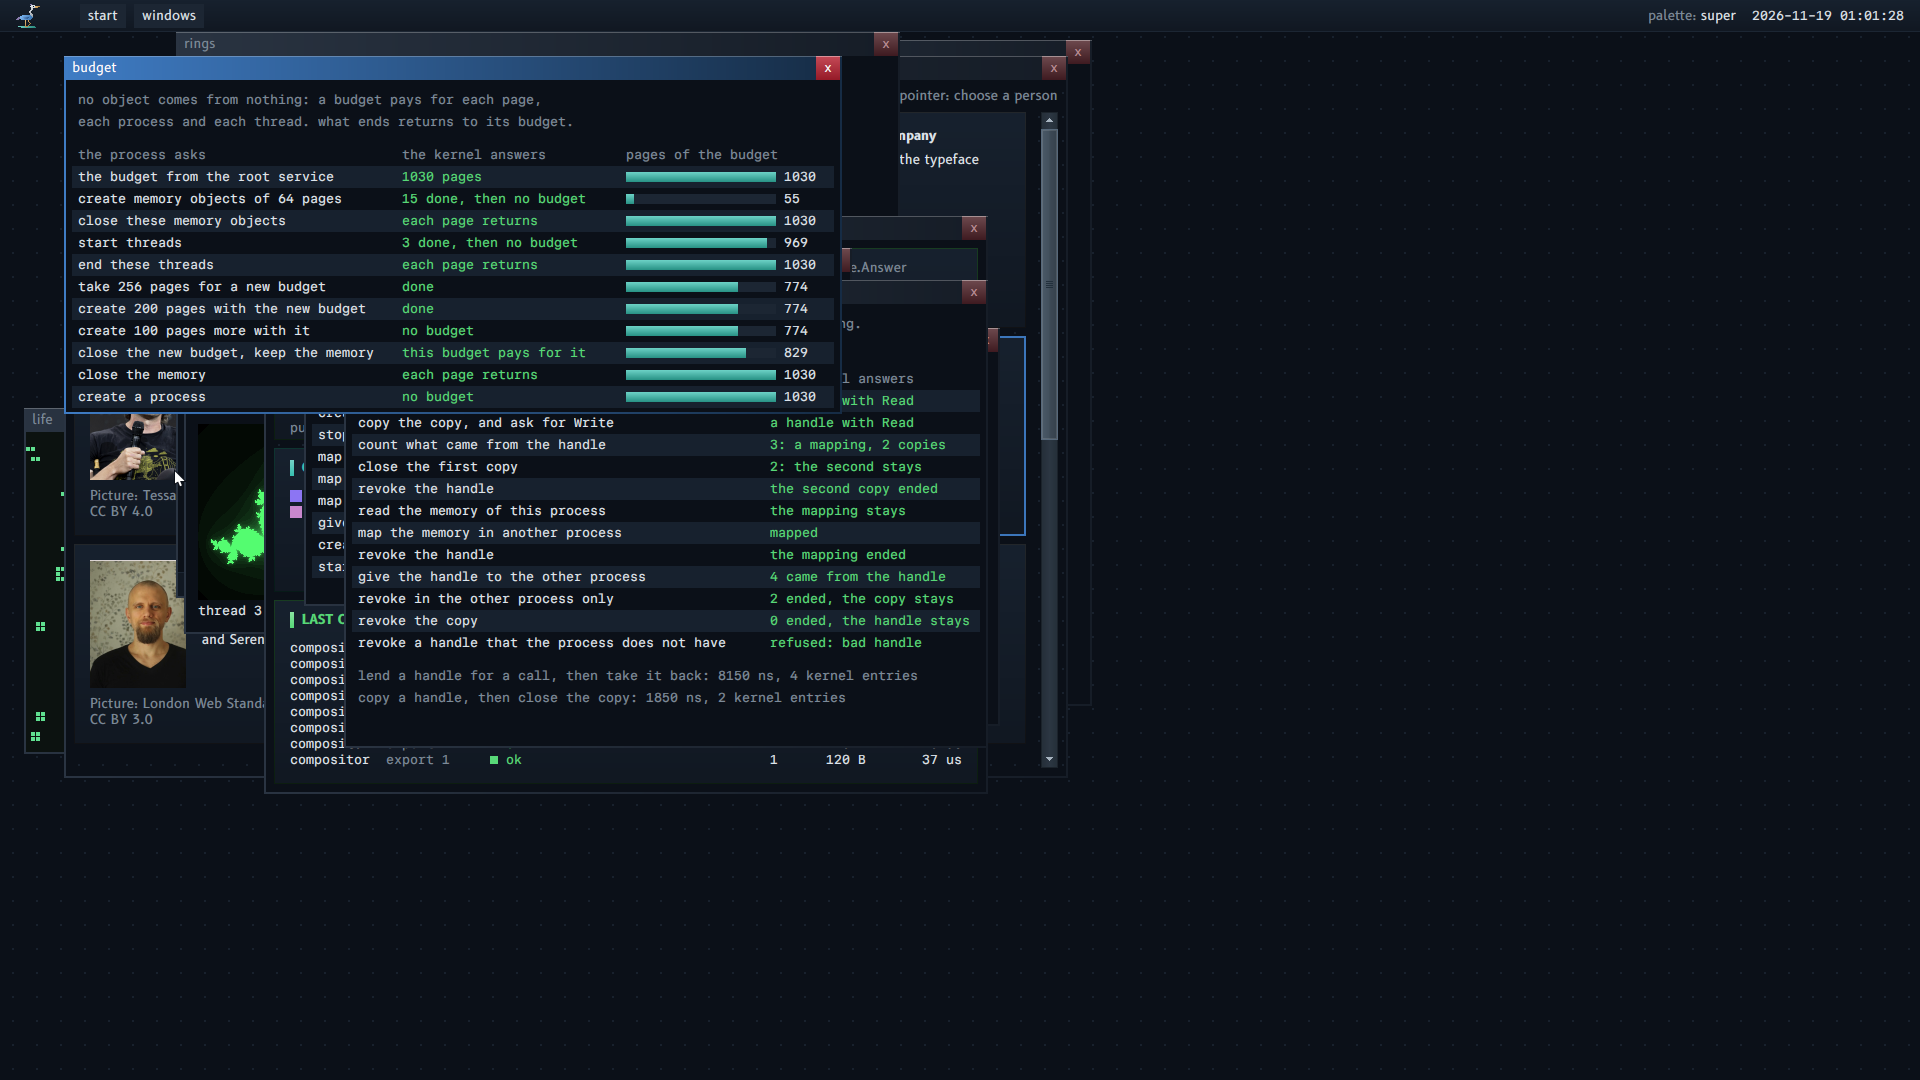 start windows palette: super 2026-11-19 01:01:28
rings x
x
budget x
x
no object comes from nothing: a budget pays for each page,
each process and each thread. what ends returns to its budget.
pointer: choose a person
the process asks the kernel answers pages of the budget
the budget from the root service 1030 pages 1030
create memory objects of 64 pages 15 done, then no budget 55
close these memory objects each page returns 1030
start threads 3 done, then no budget 969
end these threads each page returns 1030
take 256 pages for a new budget done 774
create 200 pages with the new budget done 774
create 100 pages more with it no budget 774
close the new budget, keep the memory this budget pays for it 829
close the memory each page returns 1030
create a process no budget 1030
the typeface
x
.Answer
x
answers
with Read
copy the copy, and ask for Write a handle with Read
count what came from the handle 3: a mapping, 2 copies
close the first copy 2: the second stays
revoke the handle the second copy ended
read the memory of this process the mapping stays
map the memory in another process mapped
revoke the handle the mapping ended
give the handle to the other process 4 came from the handle
revoke in the other process only 2 ended, the copy stays
revoke the copy 0 ended, the handle stays
revoke a handle that the process does not have refused: bad handle
lend a handle for a call, then take it back: 8150 ns, 4 kernel entries
copy a handle, then close the copy: 1850 ns, 2 kernel entries
map
map
map
life
Picture: Tessa
CC BY 4.0
thread 3
and Seren
Picture: London Web Standa
CC BY 3.0
LAST
composi
composi
composi
composi
composi
composi
composi
compositor export 1 ok 1 120 B 37 us